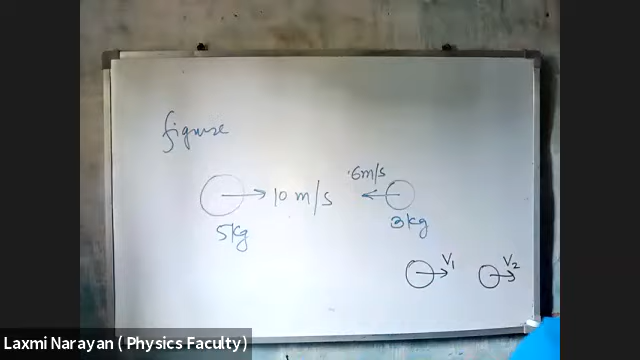 figure
6m/s
10 m/s
5kg
3kg
V1
V2
Laxmi Narayan ( Physics Faculty)